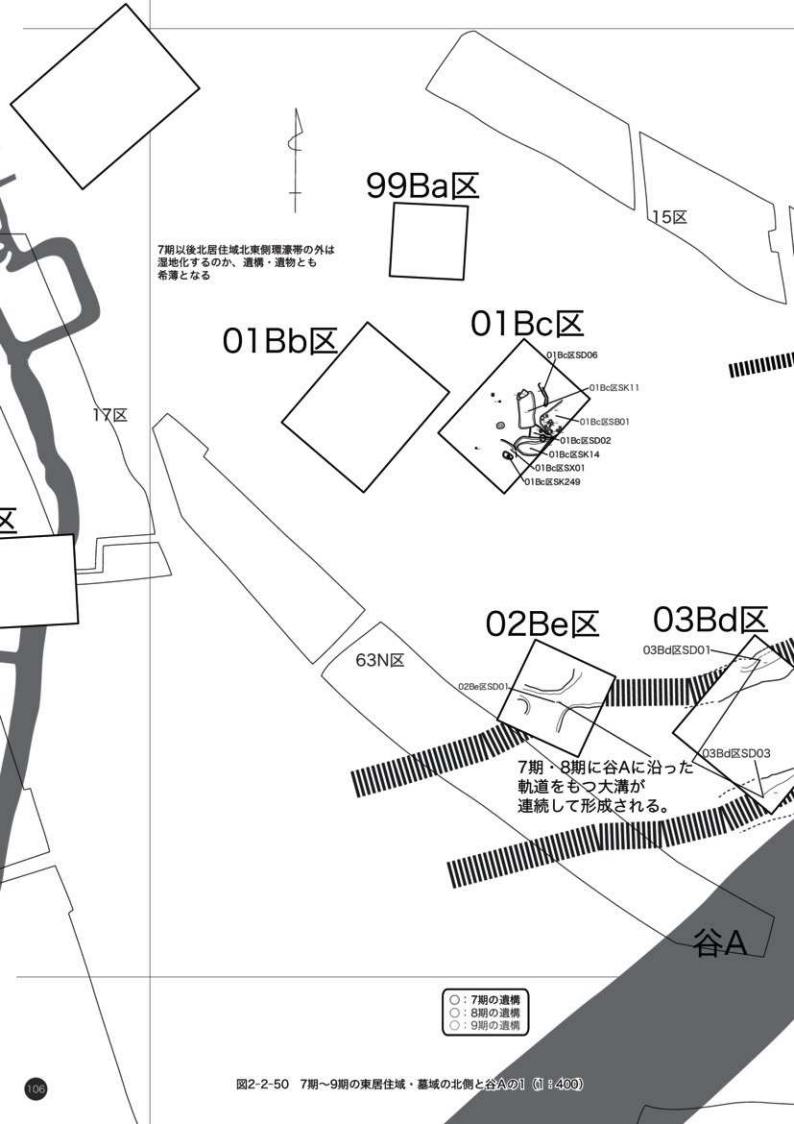 99Ba区
15区
7期以後北居住域北東側環濠帯の外は
湿地化するのか、遺構・遺物とも
希薄となる
01Bb区
01Bc区
01Bc区SD06
01Bc区SK11
01Bc区SB01
01Bc区SD02
01Bc区SK14
01Bc区SX01
01Bc区SK249
17区
区
02Be区
03Bd区
03Bd区SD01
63N区
02Be区SD01
03Bd区SD03
7期・8期に谷Aに沿った
軌道をもつ大溝が
連続して形成される。
谷A
○：7期の遺構
○：8期の遺構
○：9期の遺構
106
図2-2-50 7期～9期の東居住域・墓域の北側と谷Aの1（1：400）